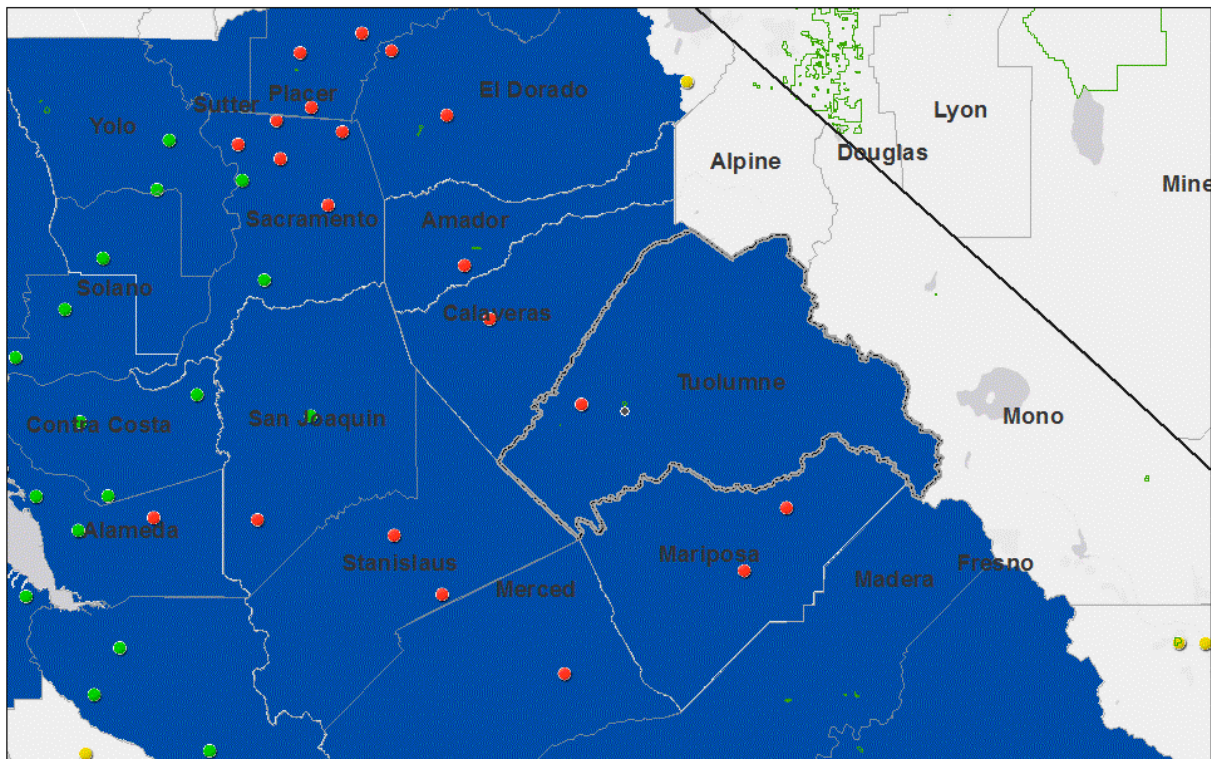 El Dorado
Placer
Sutter
Yolo
Lyon
Douglas
Alpine
Mine
Sacramento
Amador
Solano
Calaveras
Tuolumne
Mono
San Joaquin
Contra Costa
Alameda
Stanislaus
Mariposa
Fresno
Madera
Merced